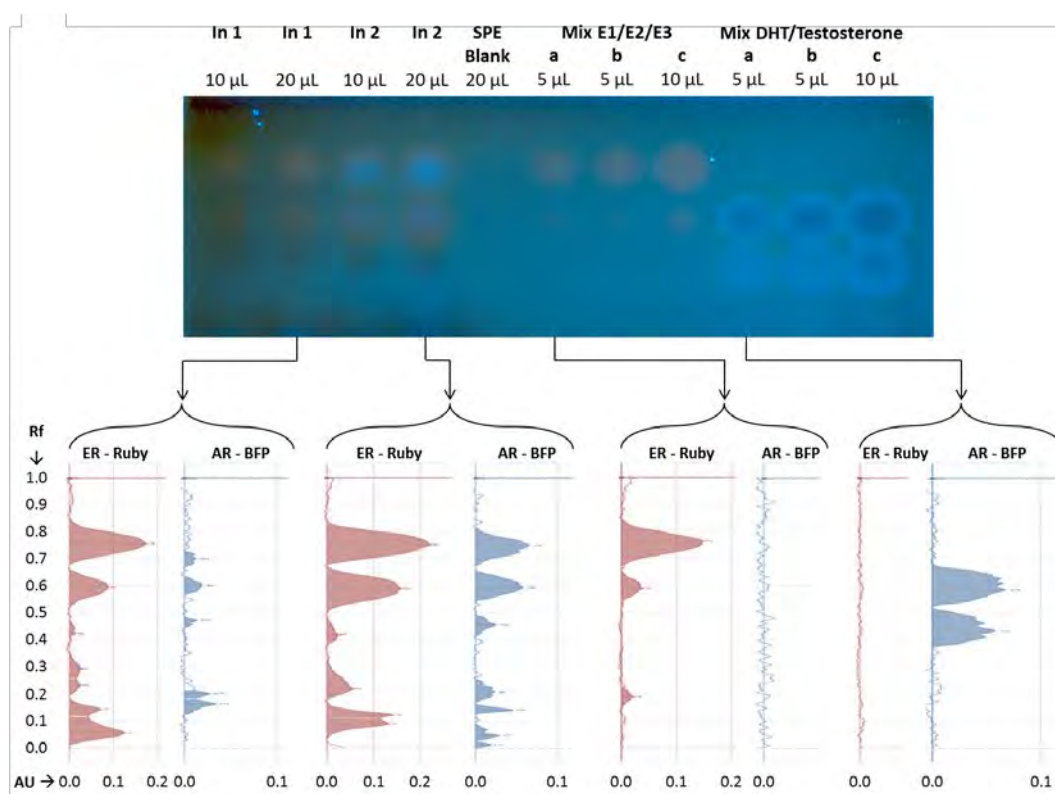 In 1 In 1 In 2 In 2 SPE Mix E1/E2/E3 Mix DHT/Testosterone
Blank a b c a b c
10 µL 20 µL 10 µL 20 µL 20 µL 5 µL 5 µL 10 µL 5 µL 5 µL 10 µL
Rf
↓
ER - Ruby AR - BFP ER - Ruby AR - BFP ER - Ruby AR - BFP ER - Ruby AR - BFP
1.0
0.9
0.8
0.7
0.6
0.5
0.4
0.3
0.2
0.1
0.0
AU → 0.0 0.1 0.2 0.0 0.1 0.0 0.1 0.2 0.0 0.1 0.0 0.1 0.2 0.0 0.0 0.0 0.1